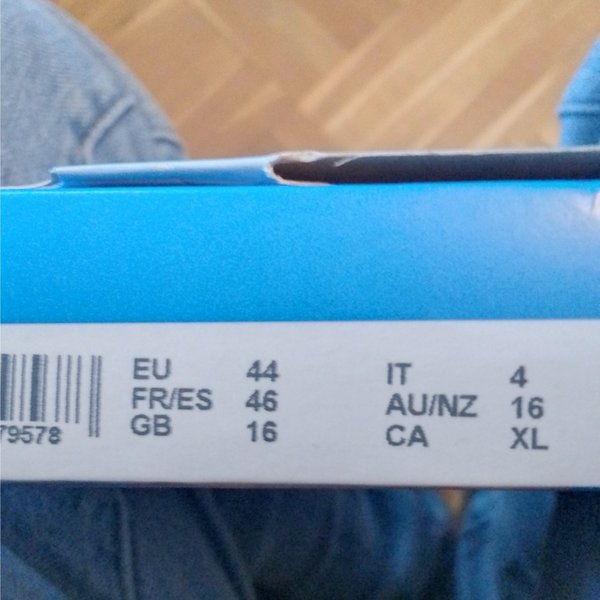 EU 44
FR/ES 46
GB 16
IT 4
AU/NZ 16
CA XL
79578